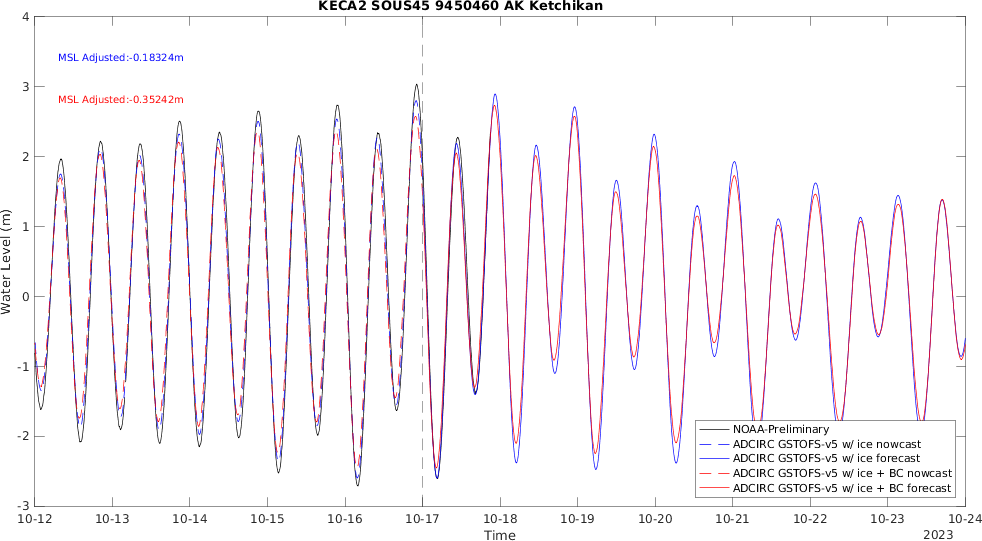 KECA2 SOUS45 9450460 AK Ketchikan
MSL Adjusted:-0.18324m
MSL Adjusted:-0.35242m
Water Level (m)
4
3
2
1
0
-1
-2
-3
NOAA-Preliminary
ADCIRC GSTOFS-v5 w/ ice nowcast
ADCIRC GSTOFS-v5 w/ ice forecast
ADCIRC GSTOFS-v5 w/ ice + BC nowcast
ADCIRC GSTOFS-v5 w/ ice + BC forecast
10-12 10-13 10-14 10-15 10-16 10-17 10-18 10-19 10-20 10-21 10-22 10-23 10-24
Time
2023